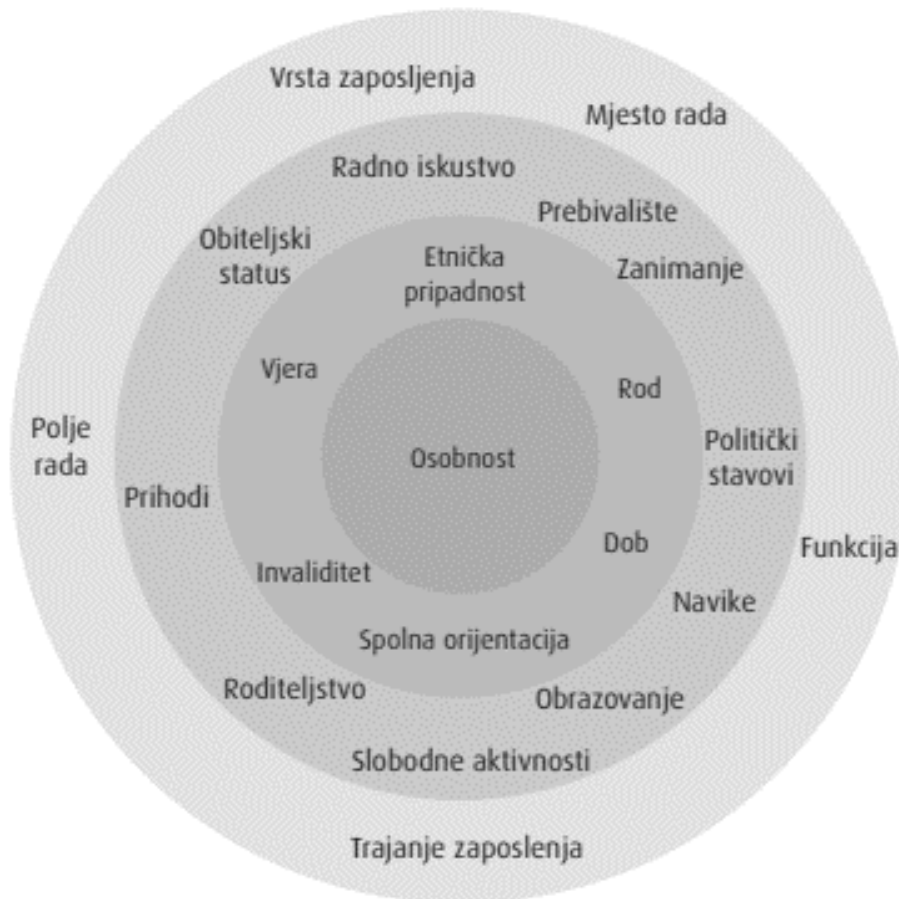 Vrsta zaposljenja
Mjesto rada
Radno iskustvo
Prebivalište
Obiteljski
status
Etnička
pripadnost
Zanimanje
Vjera
Rod
Polje
rada
Osobnost
Politički
stavovi
Prihodi
Dob
Funkcija
Invaliditet
Navike
Spolna orijentacija
Roditeljstvo
Obrazovanje
Slobodne aktivnosti
Trajanje zaposlenja